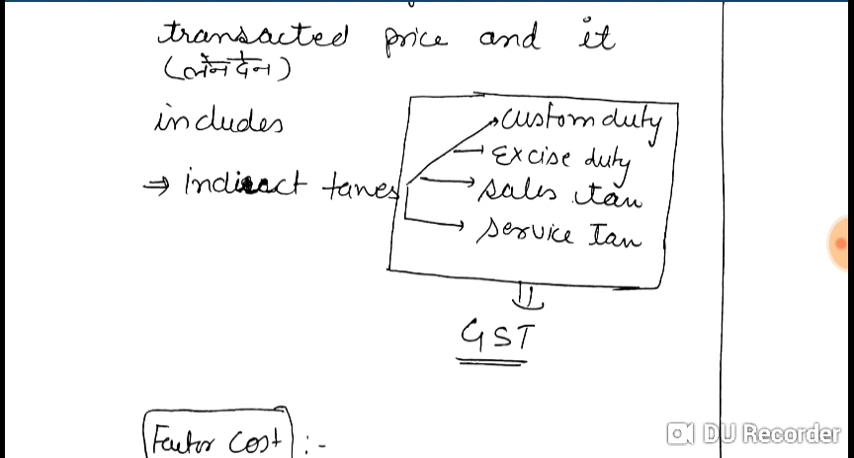 transacted price and it
(लेन देन)
includes
⇒ indirect taxes
→ custom duty
→ Excise duty
→ sales tax
→ service Tax
⇓
GST
Factor cost :-
DU Recorder